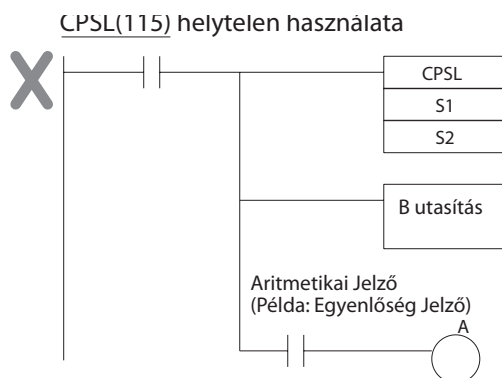 CPSL(115) helytelen használata
CPSL
S1
S2
B utasítás
Aritmetikai Jelző
(Példa: Egyenlőség Jelző)
A